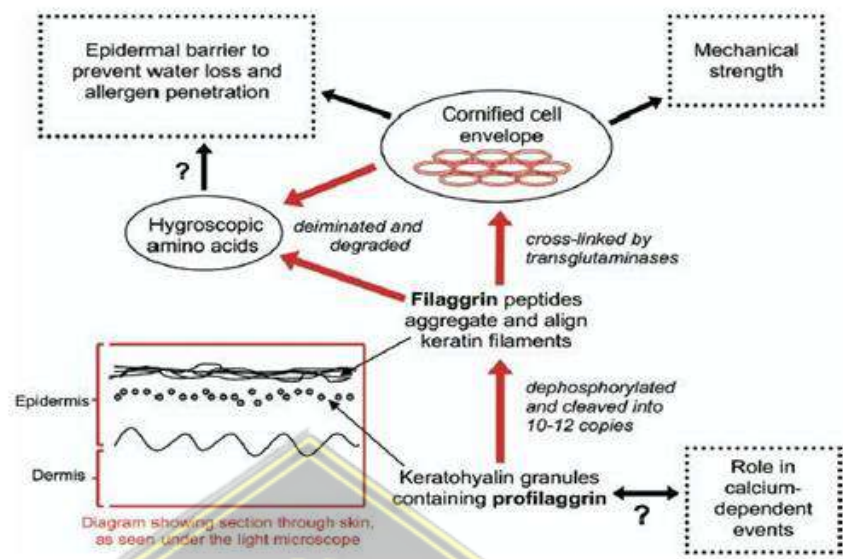 Epidermal barrier to
prevent water loss and
allergen penetration
Mechanical
strength
Cornified cell
envelope
?
Hygroscopic
amino acids
deiminated and
degraded
cross-linked by
transglutaminases
Filaggrin peptides
aggregate and align
keratin filaments
dephosphorylated
and cleaved into
10-12 copies
Epidermis
Dermis
Keratohyalin granules
containing profilaggrin
?
Role in
calcium-
dependent
events
Diagram showing section through skin,
as seen under the light microscope